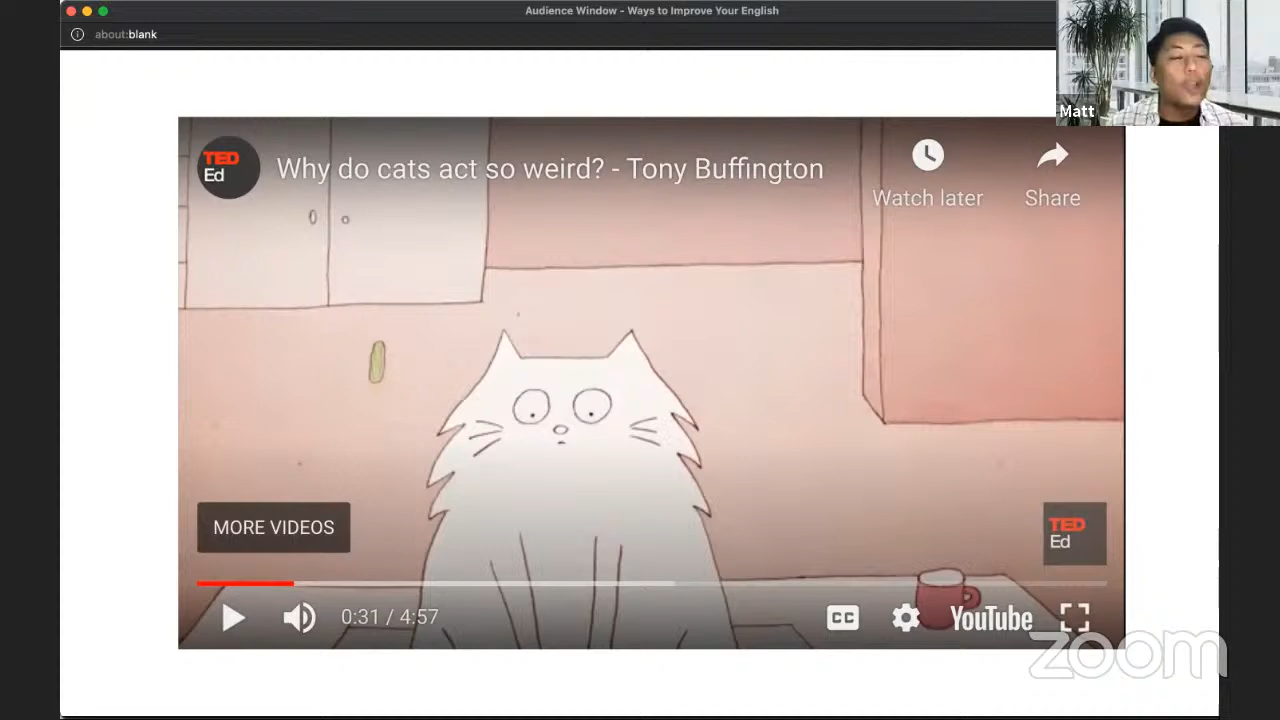 Audience Window - Ways to Improve Your English
about:blank
Matt
TED
Ed
Why do cats act so weird? - Tony Buffington
Watch later
Share
MORE VIDEOS
TED
Ed
0:31 / 4:57
CC
YouTube
zoom